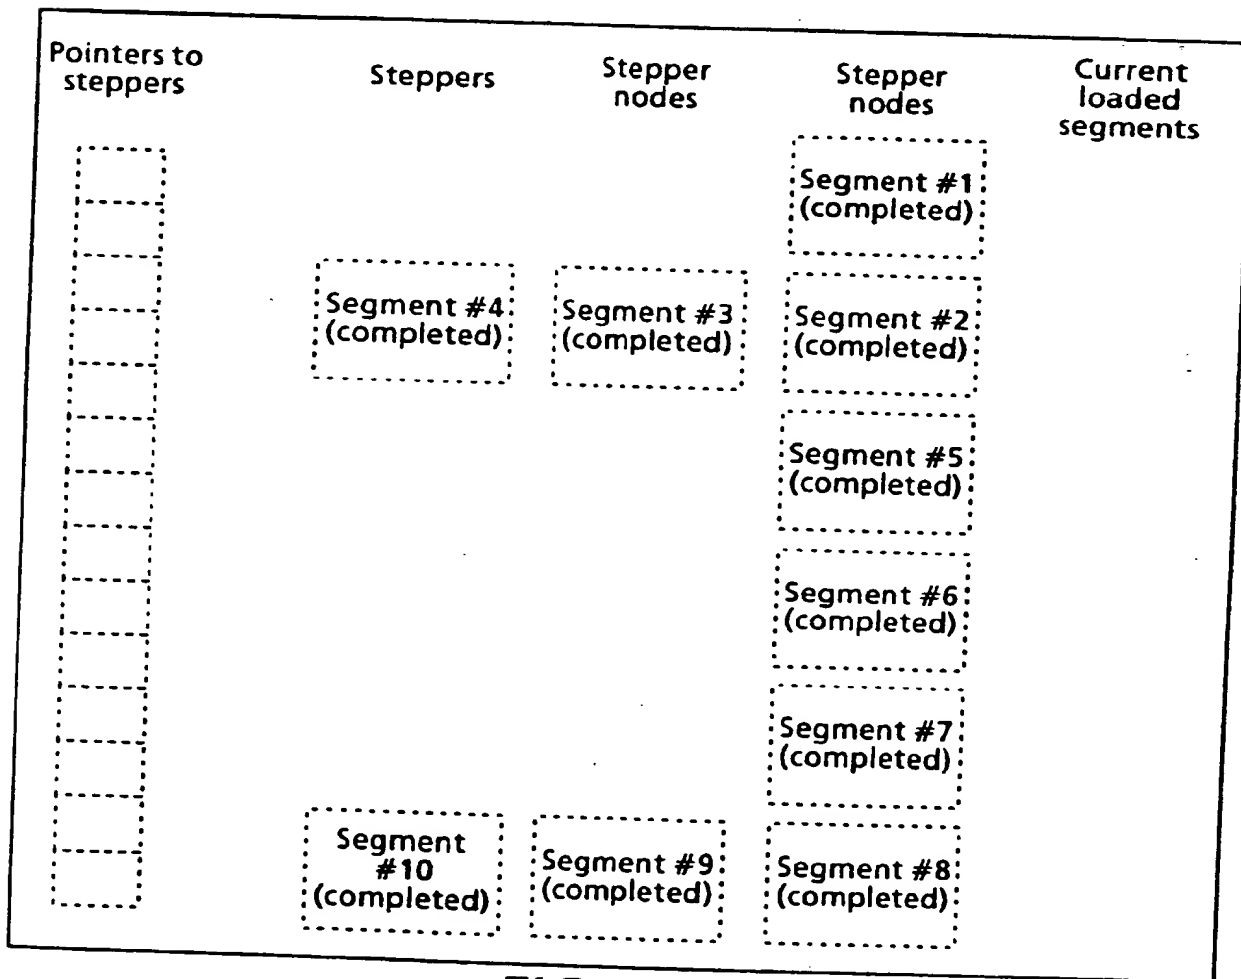 Pointers to
steppers
Steppers
Stepper
nodes
Stepper
nodes
Current
loaded
segments
Segment #1
(completed)
Segment #4
(completed)
Segment #3
(completed)
Segment #2
(completed)
Segment #5
(completed)
Segment #6
(completed)
Segment #7
(completed)
Segment
#10
(completed)
Segment #9
(completed)
Segment #8
(completed)